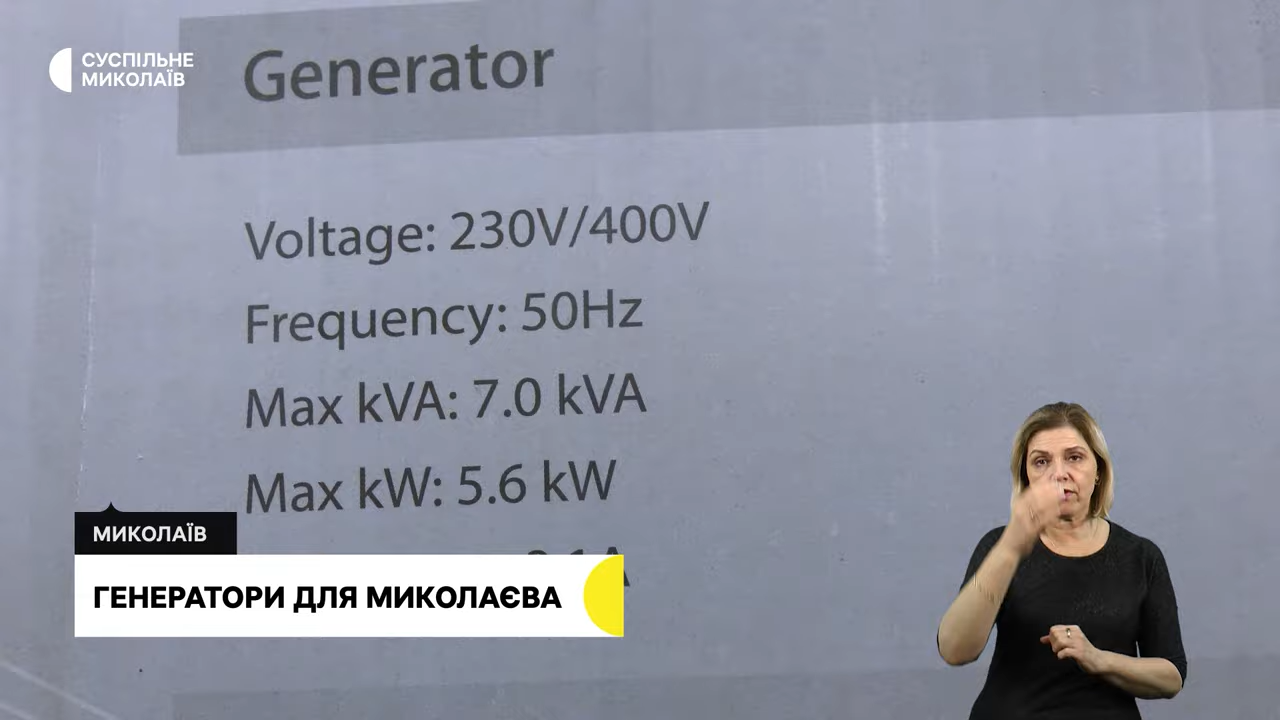 СУСПІЛЬНЕ
МИКОЛАЇВ
Generator
Voltage: 230V/400V
Frequency: 50Hz
Max kVA: 7.0 kVA
Max kW: 5.6 kW
МИКОЛАЇВ
ГЕНЕРАТОРИ ДЛЯ МИКОЛАЄВА